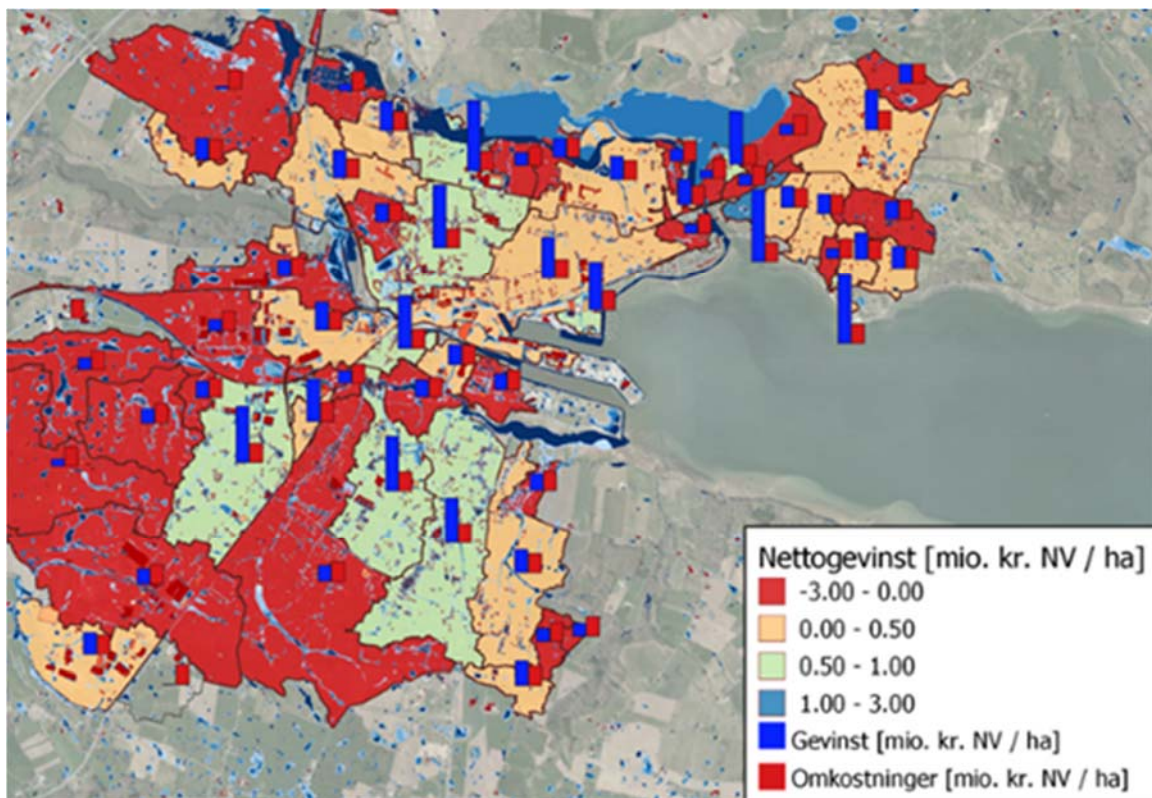 Nettogevinst [mio. kr. NV / ha]
-3.00 - 0.00
0.00 - 0.50
0.50 - 1.00
1.00 - 3.00
Gevinst [mio. kr. NV / ha]
Omkostninger [mio. kr. NV / ha]